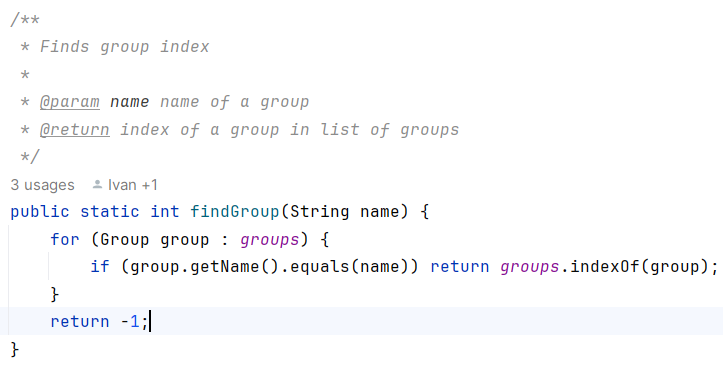 /**
 * Finds group index
 *
 * @param name name of a group
 * @return index of a group in list of groups
 */
3 usages Ivan +1
public static int findGroup(String name) {
    for (Group group : groups) {
        if (group.getName().equals(name)) return groups.indexOf(group);
    }
    return -1;
}